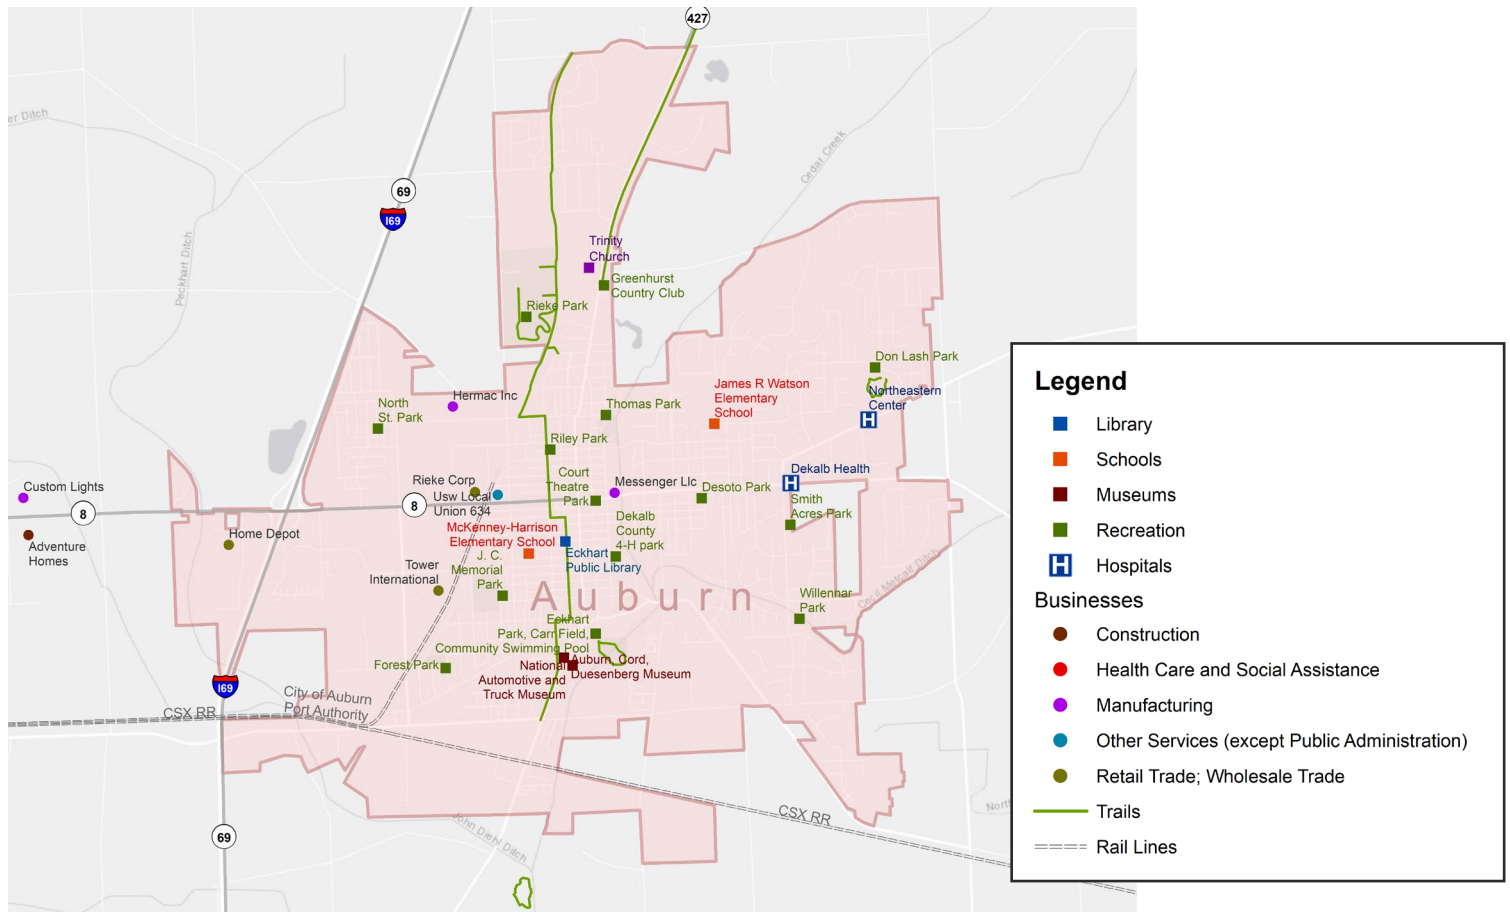 427
er Ditch
Cedar Creek
69
I69
Peckhart Ditch
Trinity
Church
Greenhurst
Country Club
Rieke Park
Don Lash Park
Northeastern
Center
James R Watson
Elementary
School
Hermac Inc
North
St. Park
Thomas Park
Riley Park
Dekalb Health
Court
Theatre
Park
Messenger Llc
Desoto Park
Smith
Acres Park
Rieke Corp
Usw Local
Union 634
Custom Lights
8
8
Adventure
Homes
Home Depot
McKenney-Harrison
Elementary School
Dekalb
County
4-H park
Eckhart
Public Library
J. C.
Memorial
Park
Tower
International
Auburn
Willennar
Park
Cecil Metcalf Ditch
Eckhart
Park, Carr Field,
Community Swimming Pool
Forest Park
National
Automotive and
Truck Museum
Auburn, Cord,
Duesenberg Museum
I69
City of Auburn
Port Authority
CSX RR
CSX RR
69
John Diehl Ditch
North
Legend
Library
Schools
Museums
Recreation
H Hospitals
Businesses
Construction
Health Care and Social Assistance
Manufacturing
Other Services (except Public Administration)
Retail Trade; Wholesale Trade
Trails
Rail Lines
H
H